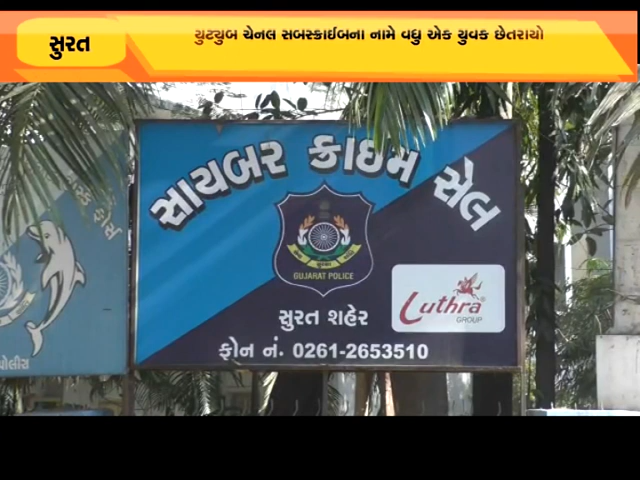 સુરત
યુટ્યુબ ચેનલ સબસ્ક્રાઈબના નામે વધુ એક યુવક છેતરાયો
સાયબર ક્રાઇમ સેલ
GUJARAT POLICE
સુરત શહેર
ફોન નં. 0261-2653510
Luthra
GROUP